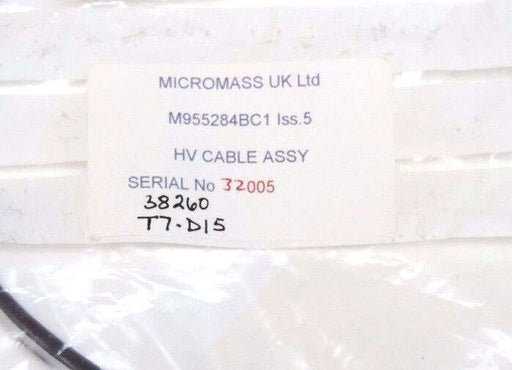 MICROMASS UK Ltd
M955284BC1 Iss.5
HV CABLE ASSY
SERIAL No 32005
38260
T7-D15